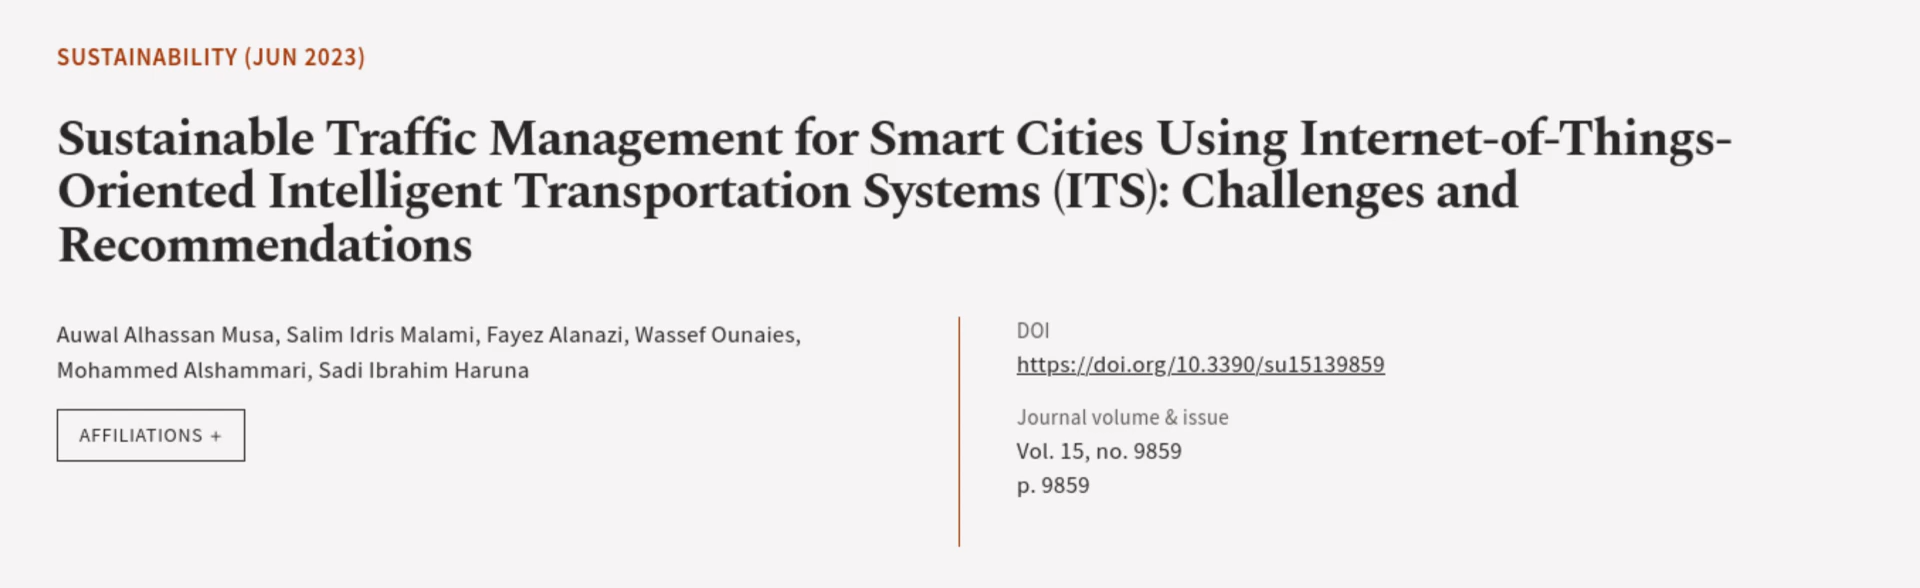 SUSTAINABILITY (JUN 2023)
Sustainable Traffic Management for Smart Cities Using Internet-of-Things-
Oriented Intelligent Transportation Systems (ITS): Challenges and
Recommendations
Auwal Alhassan Musa, Salim Idris Malami, Fayez Alanazi, Wassef Ounaies,
Mohammed Alshammari, Sadi Ibrahim Haruna
AFFILIATIONS +
DOI
https://doi.org/10.3390/su15139859
Journal volume & issue
Vol. 15, no. 9859
p. 9859